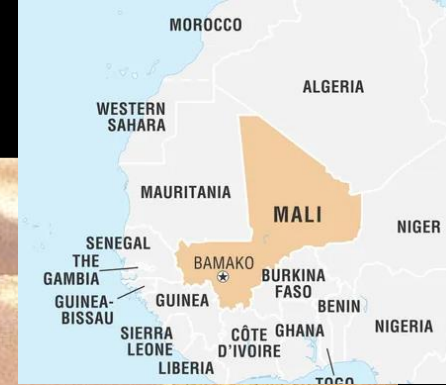 MOROCCO
ALGERIA
WESTERN
SAHARA
MAURITANIA
MALI
NIGER
SENEGAL
THE
GAMBIA
BAMAKO
BURKINA
FASO
GUINEA-
BISSAU
GUINEA
BENIN
SIERRA
LEONE
CÔTE
D'IVOIRE
GHANA
NIGERIA
LIBERIA
TOGO